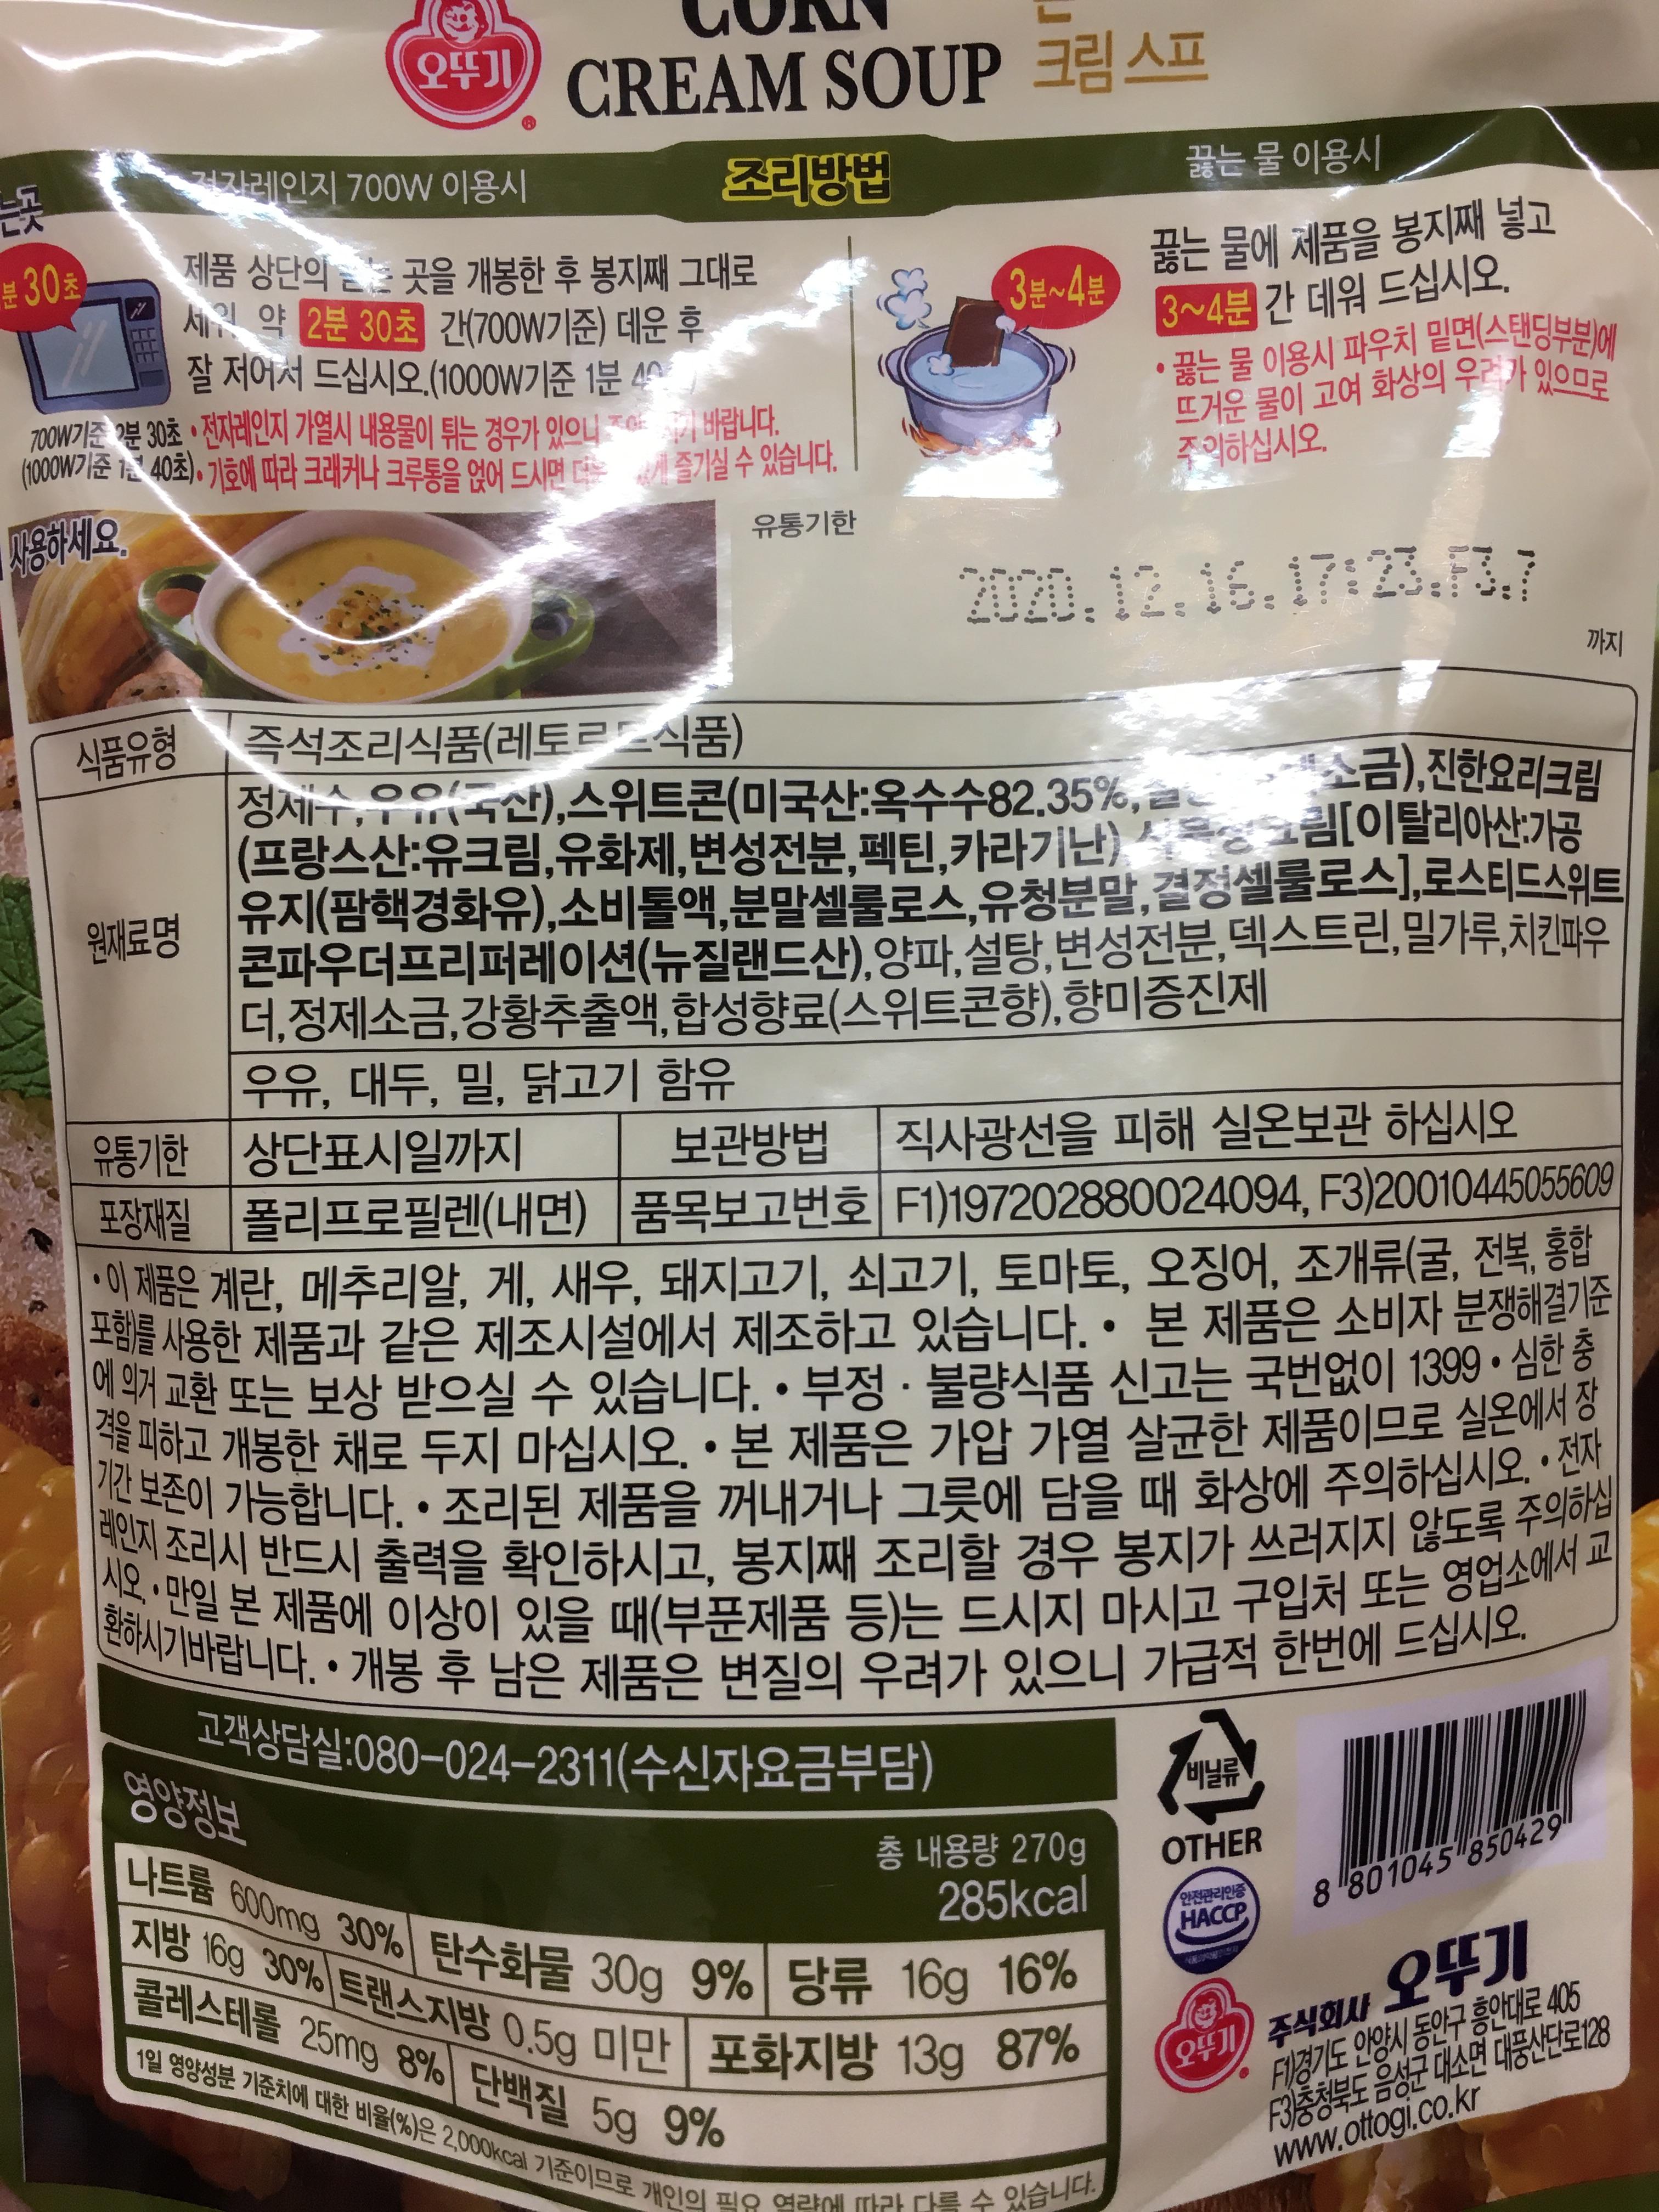 CORN
오뚜기 CREAM SOUP 크림 스프
전자레인지 700W 이용시
조리방법
끓는 물 이용시
는곳
분 30초
제품 상단의 곳을 개봉한 후 봉지째 그대로
세워, 약 2분 30초 간(700W기준) 데운 후
잘 저어서 드십시오.(1000W기준 1분 40
700W기준 2분 30초
(1000W기준 1분 40초)
• 전자레인지 가열시 내용물이 튀는 경우가 있으니 바랍니다.
• 기호에 따라 크래커나 크루통을 얹어 드시면 즐기실 수 있습니다.
3분~4분
끓는 물에 제품을 봉지째 넣고
3~4분 간 데워 드십시오.
• 끓는 물 이용시 파우치 밑면(스탠딩부분)에
뜨거운 물이 고여 화상의 우려가 있으므로
주의하십시오.
사용하세요.
유통기한
2020.12.16.17:23.F3.7
까지
식품유형 즉석조리식품(레토르트식품)
원재료명
정제수,우유(국산),스위트콘(미국산:옥수수82.35%, 소금),진한요리크림
(프랑스산:유크림,유화제,변성전분,펙틴,카라기난), [이탈리아산:가공
유지(팜핵경화유),소비톨액,분말셀룰로스,유청분말,결정셀룰로스],로스티드스위트
콘파우더프리퍼레이션(뉴질랜드산),양파,설탕,변성전분,덱스트린,밀가루,치킨파우
더,정제소금,강황추출액,합성향료(스위트콘향),향미증진제
우유, 대두, 밀, 닭고기 함유
유통기한 상단표시일까지 보관방법 직사광선을 피해 실온보관 하십시오
포장재질 폴리프로필렌(내면) 품목보고번호 F1)197202880024094, F3)20010445055609
• 이 제품은 계란, 메추리알, 게, 새우, 돼지고기, 쇠고기, 토마토, 오징어, 조개류(굴, 전복, 홍합
포함)를 사용한 제품과 같은 제조시설에서 제조하고 있습니다. • 본 제품은 소비자 분쟁해결기준
에 의거 교환 또는 보상 받으실 수 있습니다. • 부정 · 불량식품 신고는 국번없이 1399 • 심한 충
격을 피하고 개봉한 채로 두지 마십시오. • 본 제품은 가압 가열 살균한 제품이므로 실온에서 장
기간 보존이 가능합니다. • 조리된 제품을 꺼내거나 그릇에 담을 때 화상에 주의하십시오. • 전자
레인지 조리시 반드시 출력을 확인하시고, 봉지째 조리할 경우 봉지가 쓰러지지 않도록 주의하십
시오. • 만일 본 제품에 이상이 있을 때(부푼제품 등)는 드시지 마시고 구입처 또는 영업소에서 교
환하시기바랍니다. • 개봉 후 남은 제품은 변질의 우려가 있으니 가급적 한번에 드십시오.
고객상담실:080-024-2311(수신자요금부담)
영양정보
총 내용량 270g
285kcal
나트륨 600mg 30% 탄수화물 30g 9% 당류 16g 16%
지방 16g 30% 트랜스지방 0.5g 미만 포화지방 13g 87%
콜레스테롤 25mg 8% 단백질 5g 9%
1일 영양성분 기준치에 대한 비율(%)은 2,000kcal 기준이므로 개인의 필요 열량에 따라 다를 수 있습니다.
비닐류
OTHER
안전관리인증
HACCP
8 801045 850429
오뚜기
주식회사 오뚜기
F1)경기도 안양시 동안구 흥안대로 405
F3)충청북도 음성군 대소면 대풍산단로128
www.ottogi.co.kr